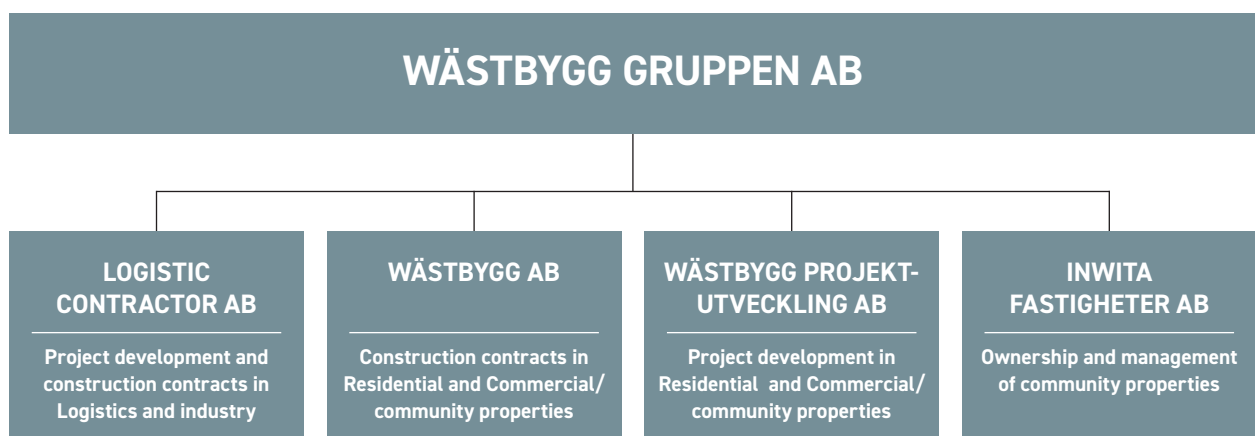 WÄSTBYGG GRUPPEN AB
LOGISTIC
CONTRACTOR AB
Project development and
construction contracts in
Logistics and industry
WÄSTBYGG AB
Construction contracts in
Residential and Commercial/
community properties
WÄSTBYGG PROJEKT-
UTVECKLING AB
Project development in
Residential and Commercial/
community properties
INWITA
FASTIGHETER AB
Ownership and management
of community properties